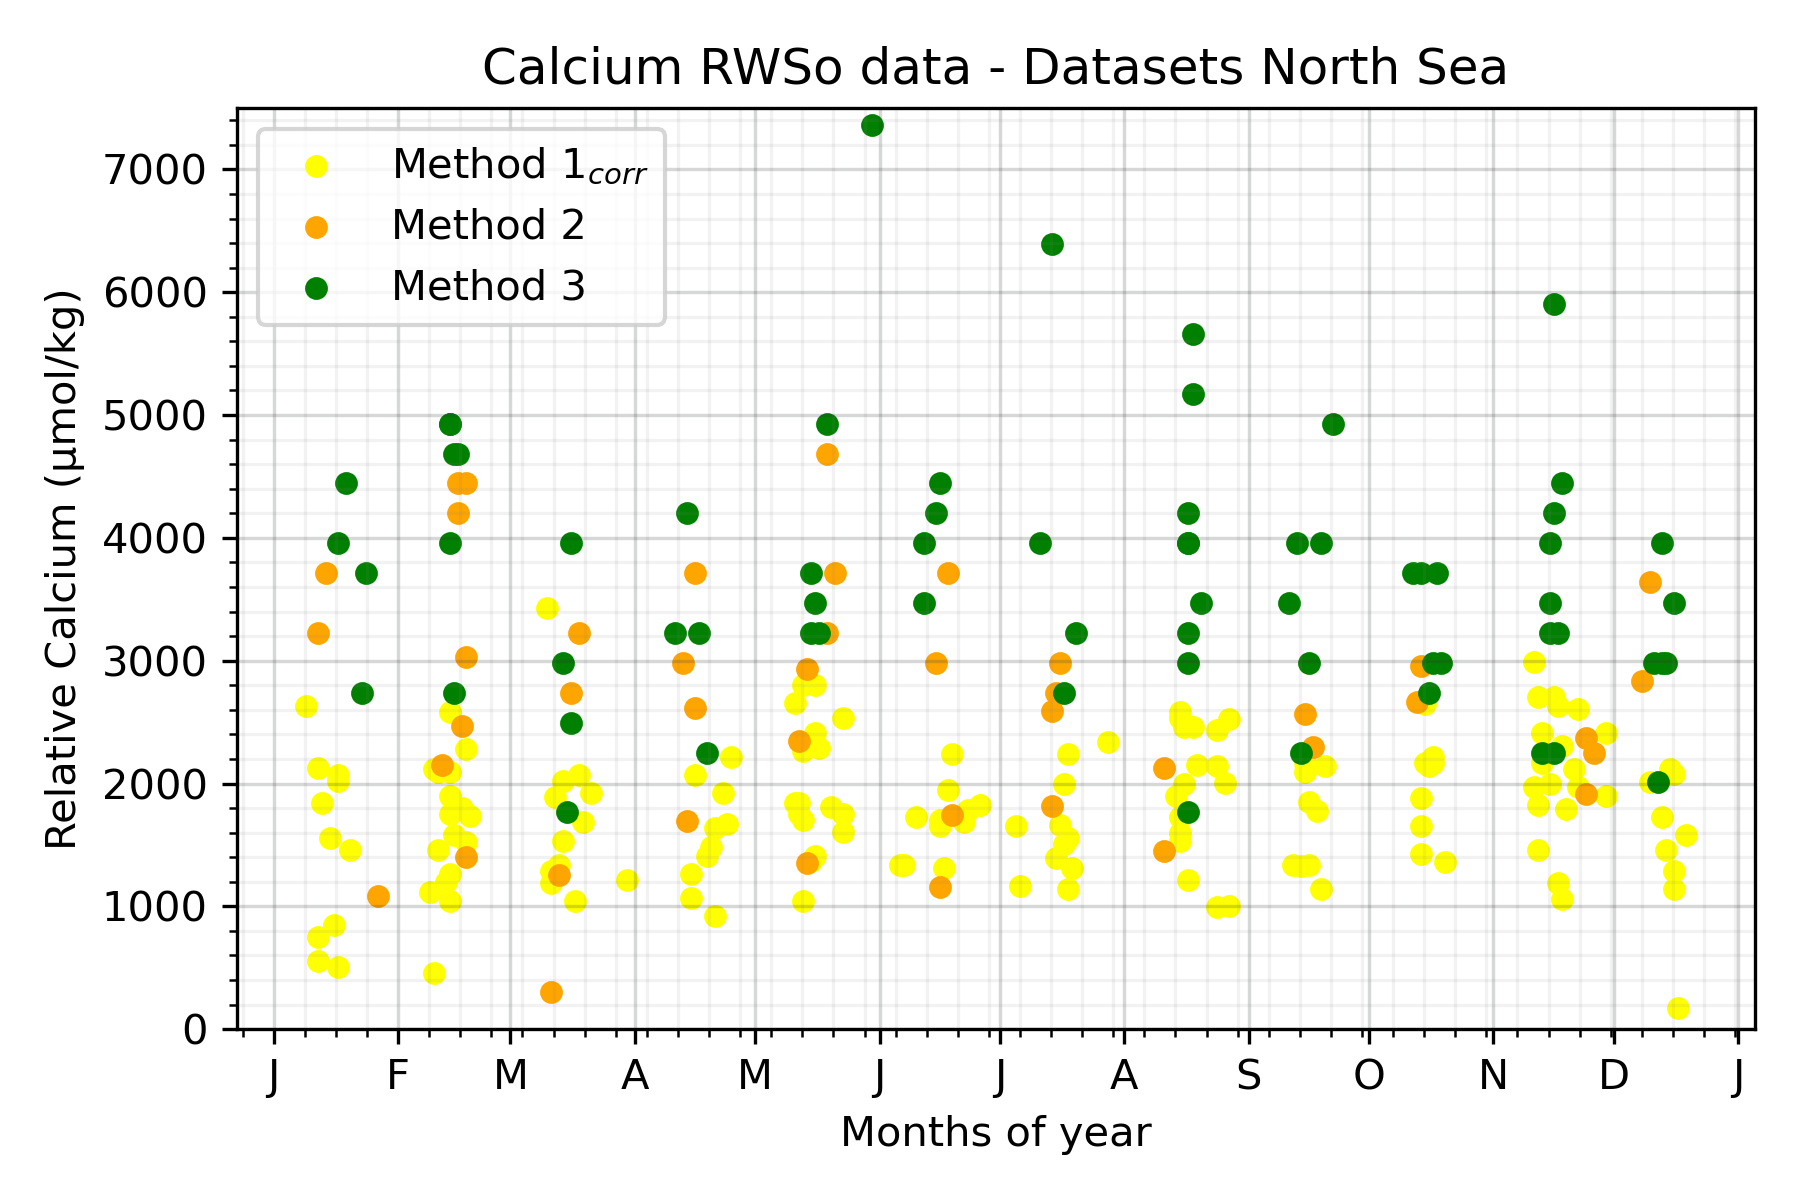 Calcium RWSo data - Datasets North Sea
Method 1corr
Method 2
Method 3
Relative Calcium (μmol/kg)
7000
6000
5000
4000
3000
2000
1000
0
J F M A M J J A S O N D J
Months of year